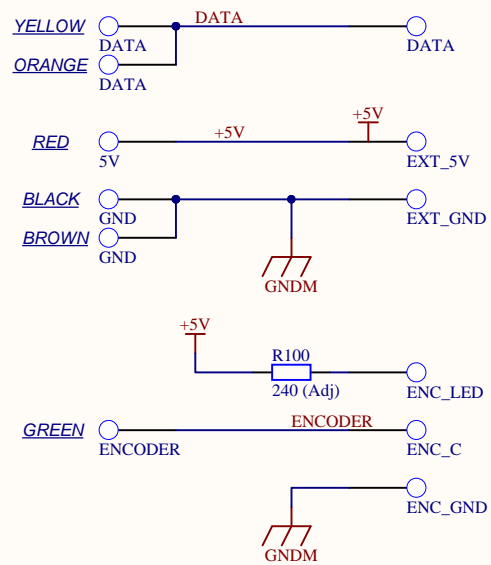 YELLOW
DATA
DATA
DATA
ORANGE
DATA
RED
5V
+5V
+5V
EXT_5V
BLACK
GND
EXT_GND
BROWN
GND
GNDM
+5V
R100
240 (Adj)
ENC_LED
GREEN
ENCODER
ENCODER
ENC_C
ENC_GND
GNDM